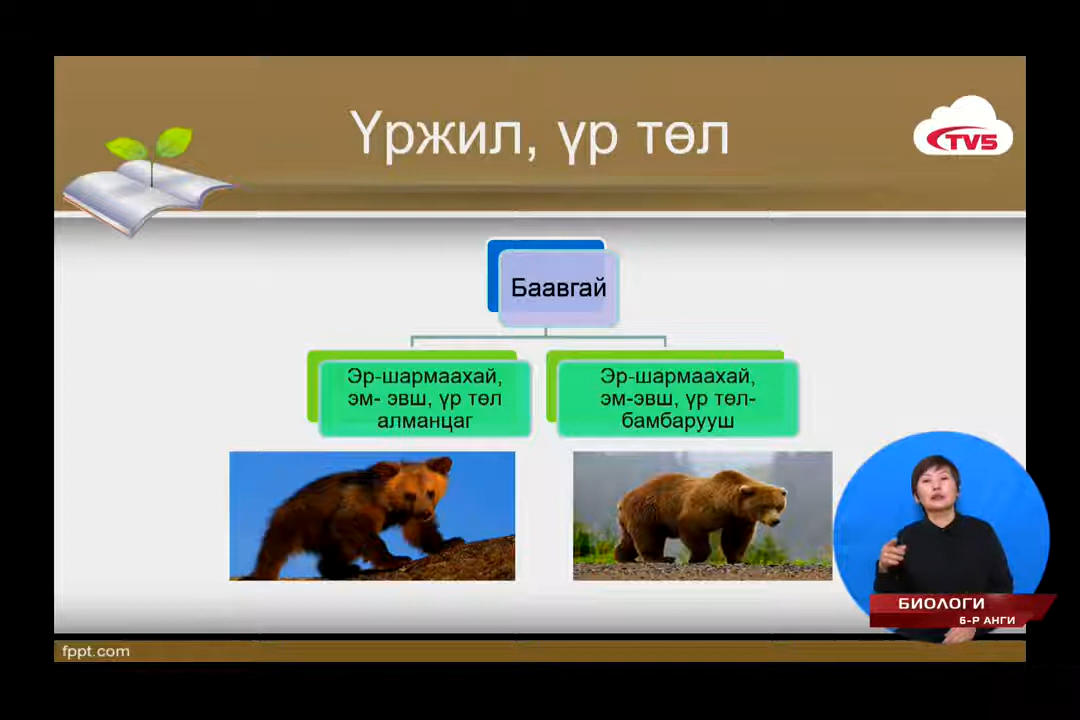 Үржил, үр төл
TV5
Баавгай
Эр-шармаахай,
эм- эвш, үр төл
алманцаг
Эр-шармаахай,
эм-эвш, үр төл-
бамбарууш
БИОЛОГИ
6-Р АНГИ
fppt.com